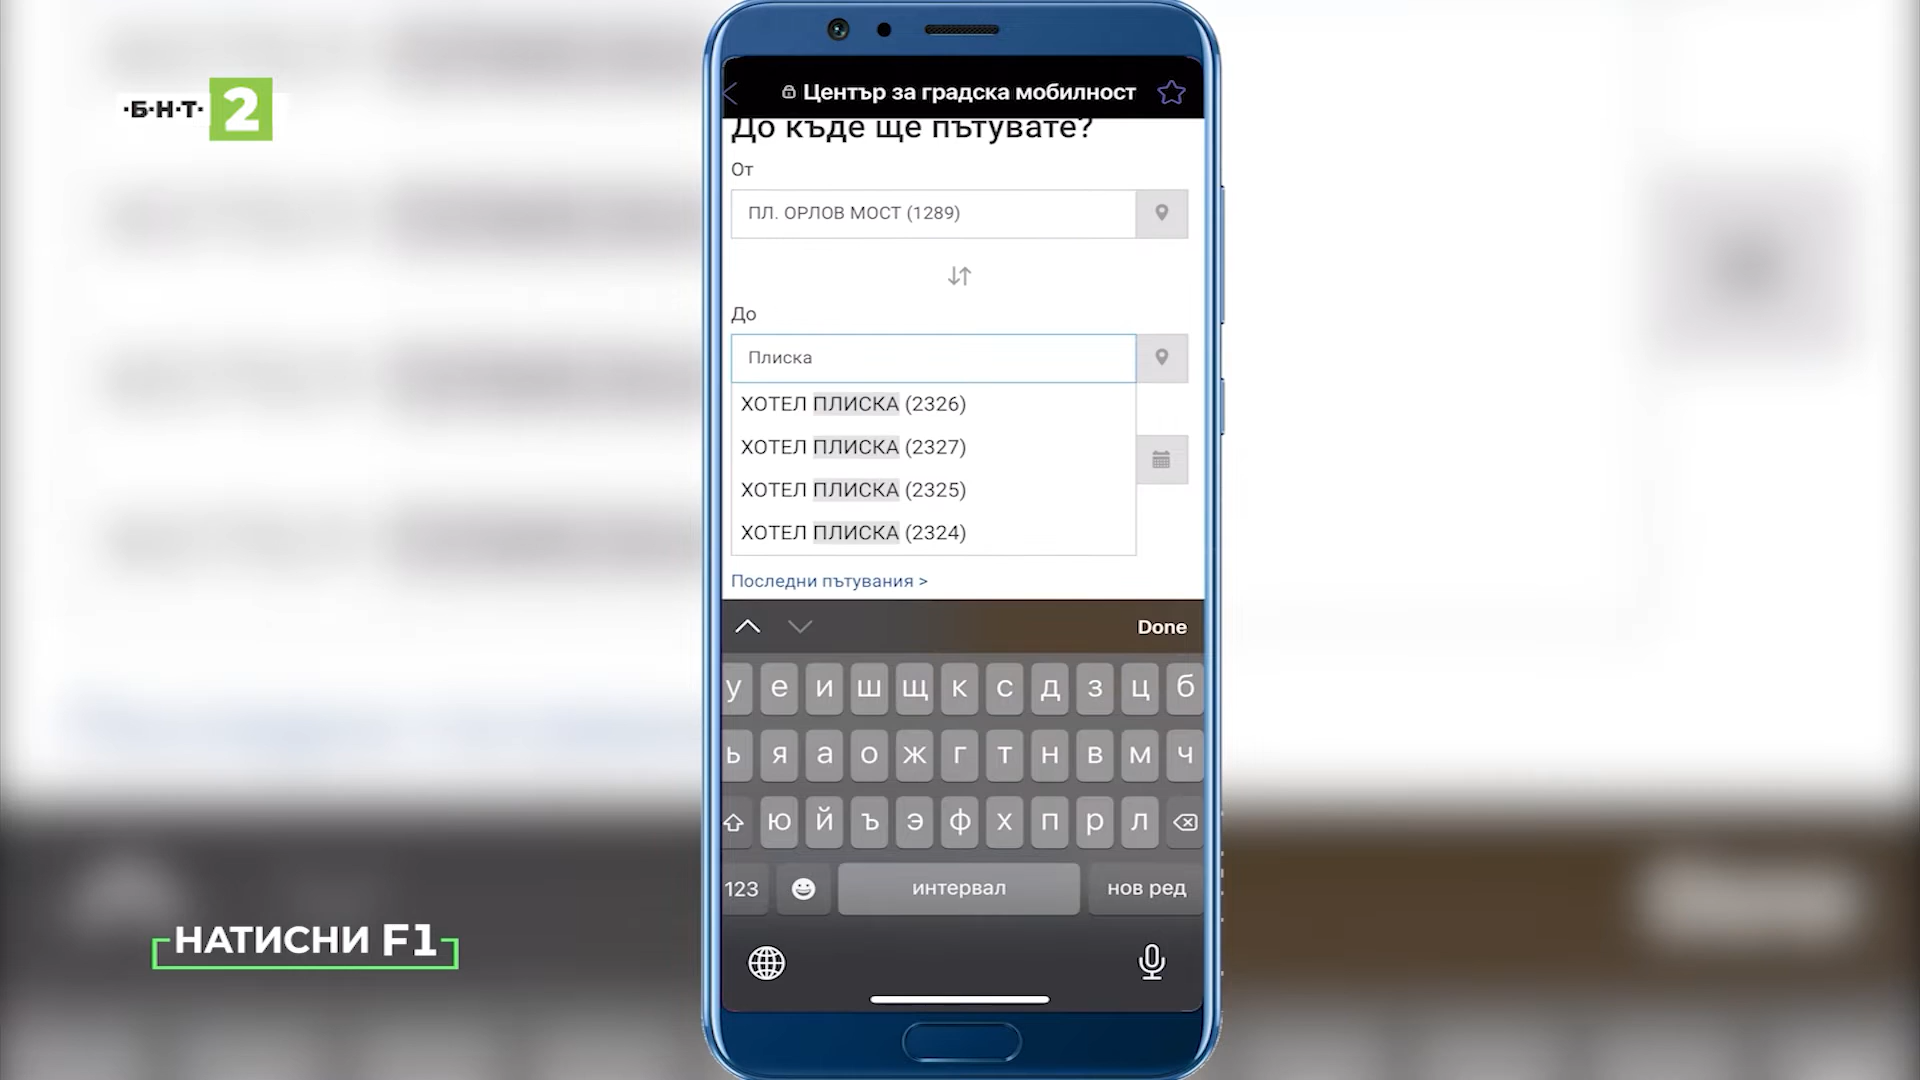 ·Б·Н·Т· 2
Център за градска мобилност
До къде ще пътувате?
От
ПЛ. ОРЛОВ МОСТ (1289)
До
Плиска
ХОТЕЛ ПЛИСКА (2326)
ХОТЕЛ ПЛИСКА (2327)
ХОТЕЛ ПЛИСКА (2325)
ХОТЕЛ ПЛИСКА (2324)
Последни пътувания >
Done
у е и ш щ к с д з ц б
ь я а о ж г т н в м ч
ю й ъ э ф х п р л
123 интервал нов ред
НАТИСНИ F1